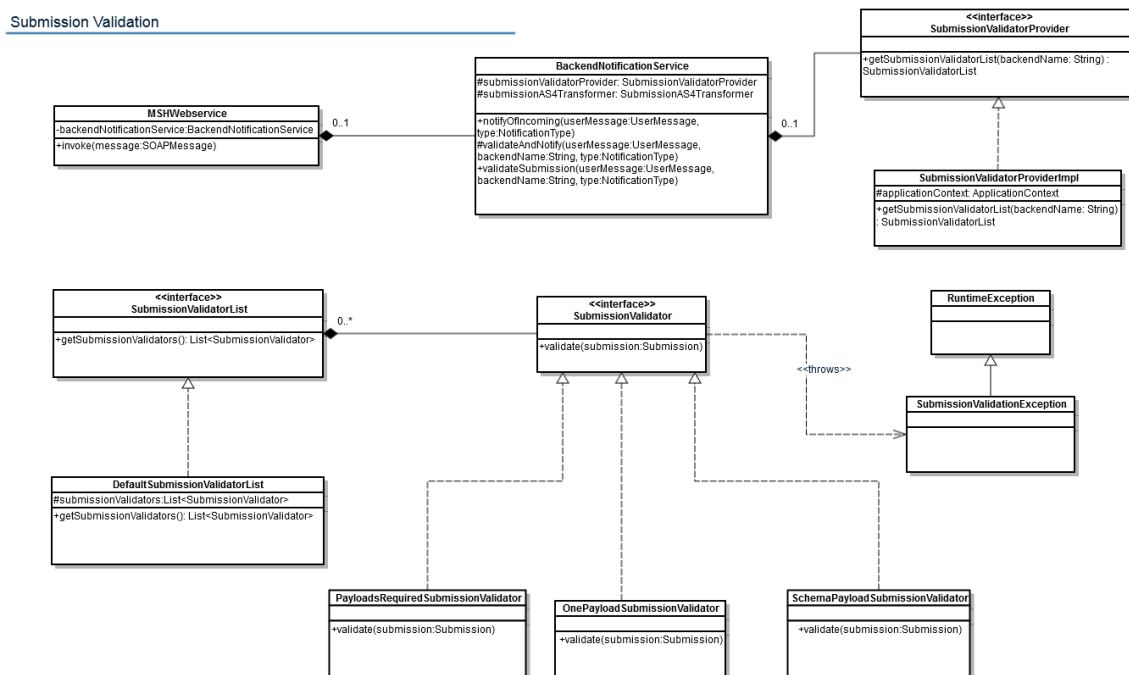 Submission Validation
<<interface>>
SubmissionValidatorProvider
+getSubmissionValidatorList(backendName: String) :
SubmissionValidatorList
BackendNotificationService
#submissionValidatorProvider: SubmissionValidatorProvider
#submissionAS4Transformer: SubmissionAS4Transformer
+notifyOfIncoming(userMessage:UserMessage,
type:NotificationType)
#validateAndNotify(userMessage:UserMessage,
backendName:String, type:NotificationType)
+validateSubmission(userMessage:UserMessage,
backendName:String, type:NotificationType)
0..1
MSHWebservice
-backendNotificationService:BackendNotificationService
+invoke(message:SOAPMessage)
0..1
SubmissionValidatorProviderImpl
#applicationContext: ApplicationContext
+getSubmissionValidatorList(backendName: String)
: SubmissionValidatorList
<<interface>>
SubmissionValidatorList
+getSubmissionValidators(): List<SubmissionValidator>
0..*
<<interface>>
SubmissionValidator
+validate(submission:Submission)
RuntimeException
<<throws>>
SubmissionValidationException
DefaultSubmissionValidatorList
#submissionValidators:List<SubmissionValidator>
+getSubmissionValidators(): List<SubmissionValidator>
PayloadsRequiredSubmissionValidator
+validate(submission:Submission)
OnePayloadSubmissionValidator
+validate(submission:Submission)
SchemaPayloadSubmissionValidator
+validate(submission:Submission)